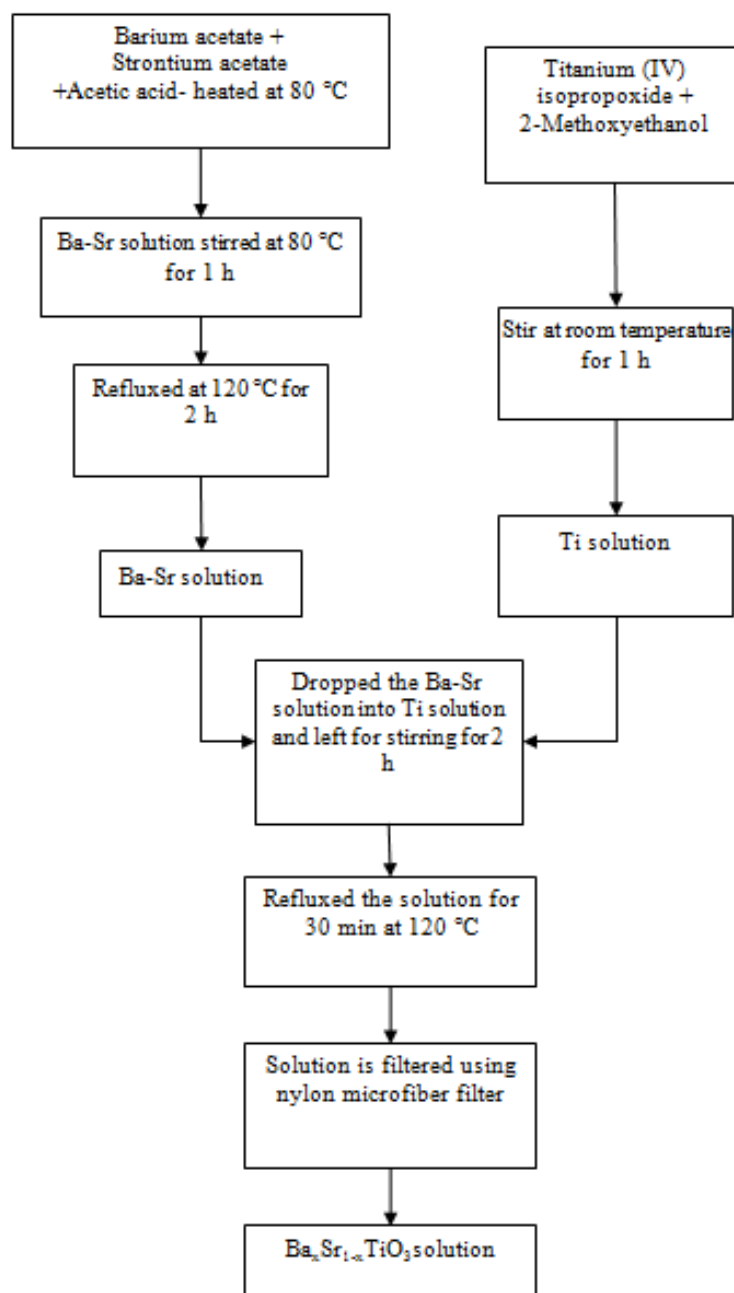 Barium acetate +
Strontium acetate
+Acetic acid- heated at 80 °C
Titanium (IV)
isopropoxide +
2-Methoxyethanol
Ba-Sr solution stirred at 80 °C
for 1 h
Stir at room temperature
for 1 h
Refluxed at 120 °C for
2 h
Ba-Sr solution
Ti solution
Dropped the Ba-Sr
solution into Ti solution
and left for stirring for 2
h
Refluxed the solution for
30 min at 120 °C
Solution is filtered using
nylon microfiber filter
BaₓSr₁₋ₓTiO₃ solution